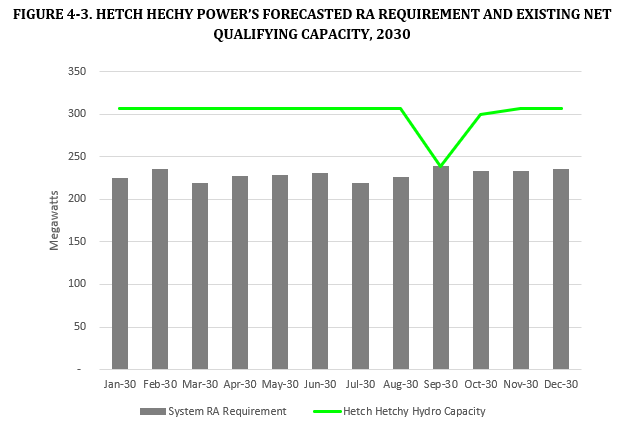 FIGURE 4-3. HETCH HECHY POWER’S FORECASTED RA REQUIREMENT AND EXISTING NET
QUALIFYING CAPACITY, 2030
350
300
250
200
150
100
50
-
Megawatts
Jan-30 Feb-30 Mar-30 Apr-30 May-30 Jun-30 Jul-30 Aug-30 Sep-30 Oct-30 Nov-30 Dec-30
System RA Requirement Hetch Hetchy Hydro Capacity